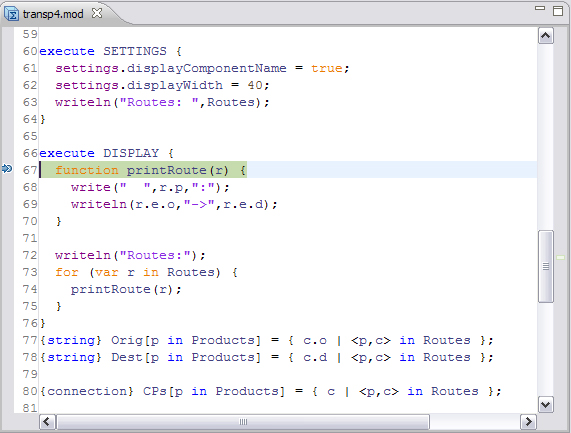 transp4.mod
59
60 execute SETTINGS {
61   settings.displayComponentName = true;
62   settings.displayWidth = 40;
63   writeln("Routes: ",Routes);
64 }
65
66 execute DISPLAY {
67   function printRoute(r) {
68     write("  ",r.p,":");
69     writeln(r.e.o,"->",r.e.d);
70   }
71
72   writeln("Routes:");
73   for (var r in Routes) {
74     printRoute(r);
75   }
76 }
77 {string} Orig[p in Products] = { c.o | <p,c> in Routes };
78 {string} Dest[p in Products] = { c.d | <p,c> in Routes };
79
80 {connection} CPs[p in Products] = { c | <p,c> in Routes };
81